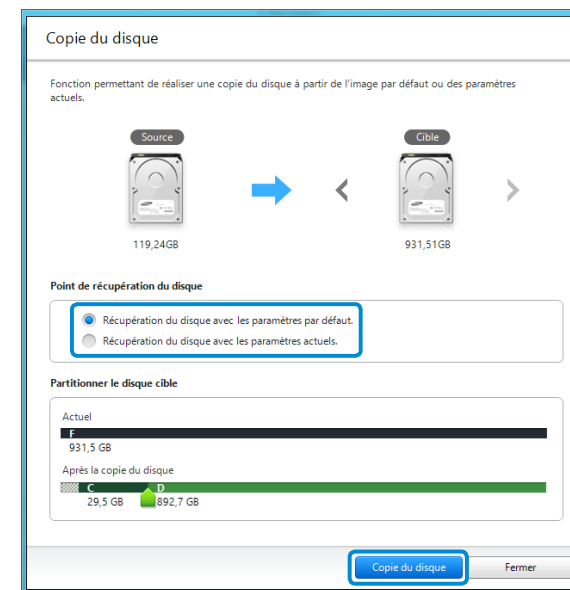 Copie du disque
Fonction permettant de réaliser une copie du disque à partir de l'image par défaut ou des paramètres
actuels.
Source
Cible
119,24GB
931,51GB
Point de récupération du disque
Récupération du disque avec les paramètres par défaut.
Récupération du disque avec les paramètres actuels.
Partitionner le disque cible
Actuel
F
931,5 GB
Après la copie du disque
C D
29,5 GB 892,7 GB
Copie du disque Fermer